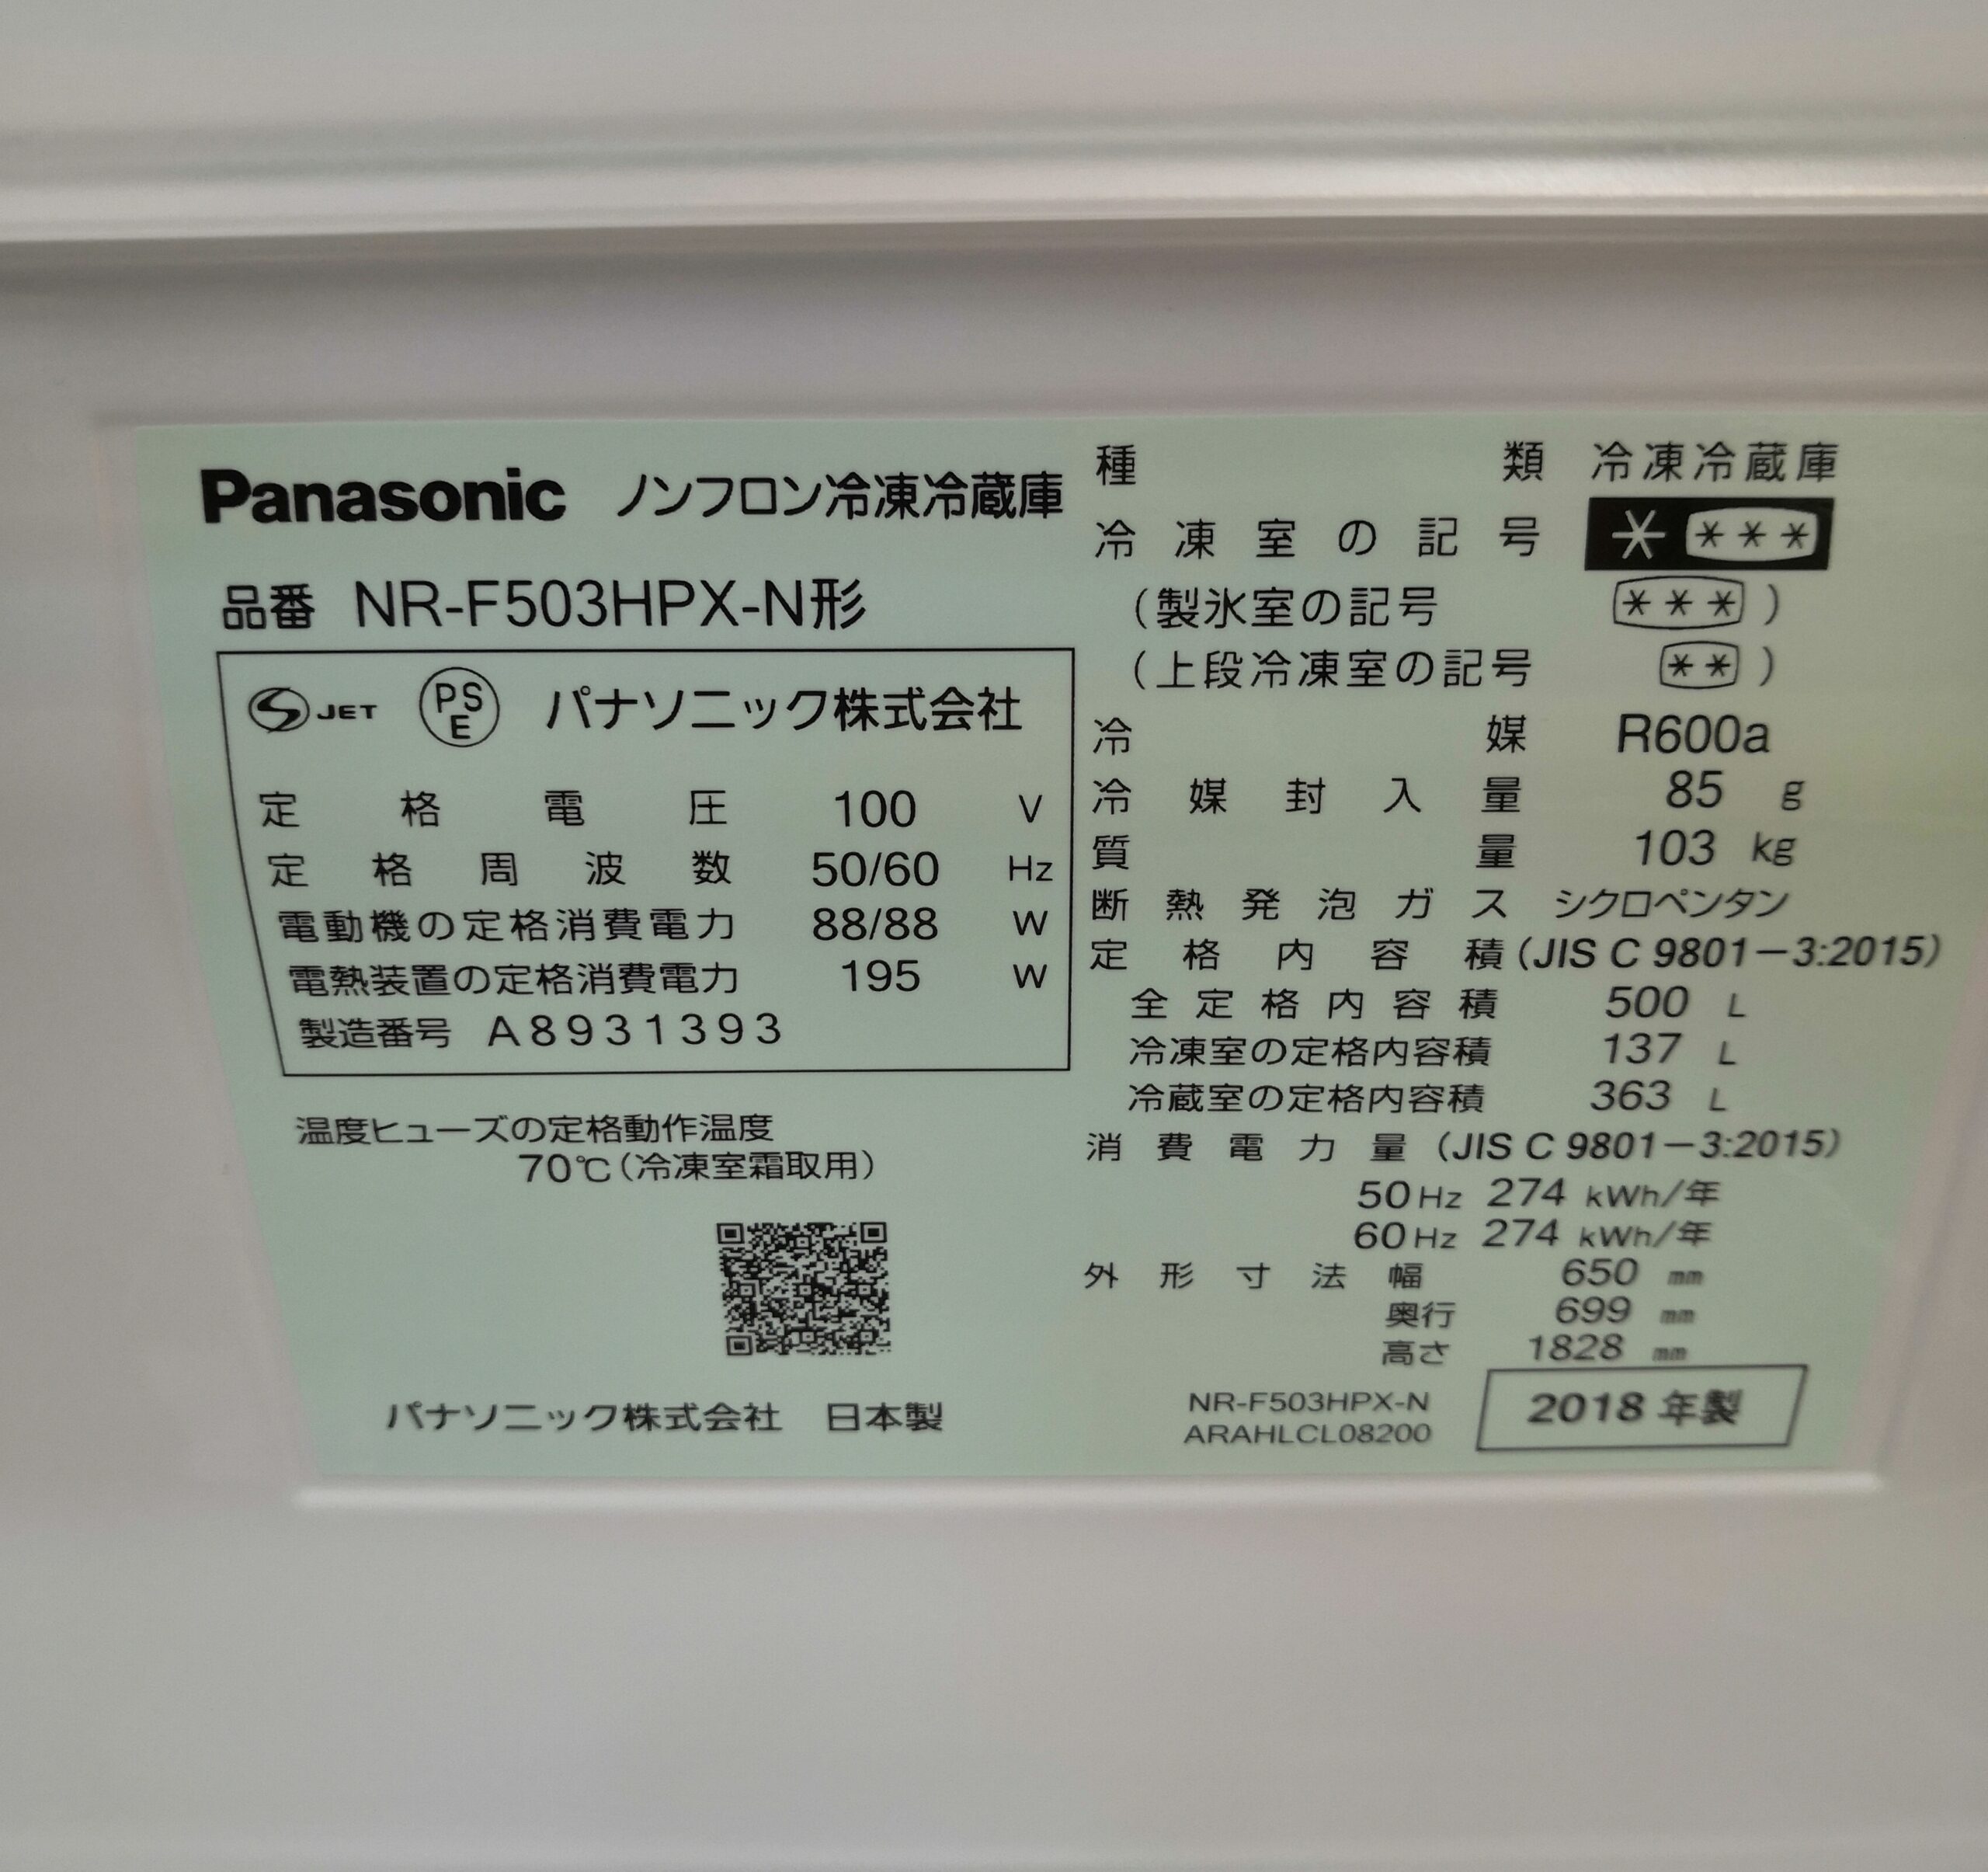 Panasonic ノンフロン冷凍冷蔵庫
品番 NR-F503HPX-N形
S JET PSE パナソニック株式会社
定格電圧 100 V
定格周波数 50/60 Hz
電動機の定格消費電力 88/88 W
電熱装置の定格消費電力 195 W
製造番号 A8931393
温度ヒューズの定格動作温度
70℃(冷凍室霜取用)
パナソニック株式会社 日本製
種類 冷凍冷蔵庫
冷凍室の記号 * ***
(製氷室の記号 ***)
(上段冷凍室の記号 **)
冷媒 R600a
冷媒封入量 85 g
質量 103 kg
断熱発泡ガス シクロペンタン
定格内容積(JIS C 9801-3:2015)
全定格内容積 500 L
冷凍室の定格内容積 137 L
冷蔵室の定格内容積 363 L
消費電力量(JIS C 9801-3:2015)
50Hz 274 kWh/年
60Hz 274 kWh/年
外形寸法 幅 650 mm
奥行 699 mm
高さ 1828 mm
NR-F503HPX-N
ARAHLCL08200
2018年製